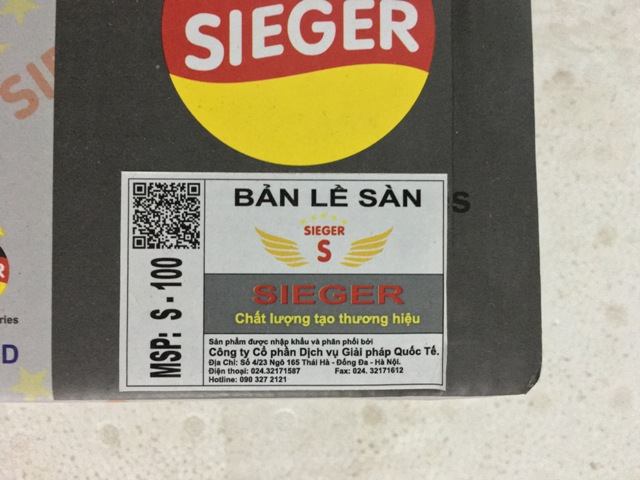 SIEGER
SIE
BẢN LỀ SÀN
S
SIEGER
S
MSP: S - 100
SIEGER
Chất lượng tạo thương hiệu
Sản phẩm được nhập khẩu và phân phối bởi
Công ty Cổ phần Dịch vụ Giải pháp Quốc Tế.
Địa Chỉ: Số 4/23 Ngõ 165 Thái Hà - Đống Đa - Hà Nội.
Điện thoại: 024.32171587 Fax: 024. 32171612
Hotline: 090 327 2121
R
ries
D